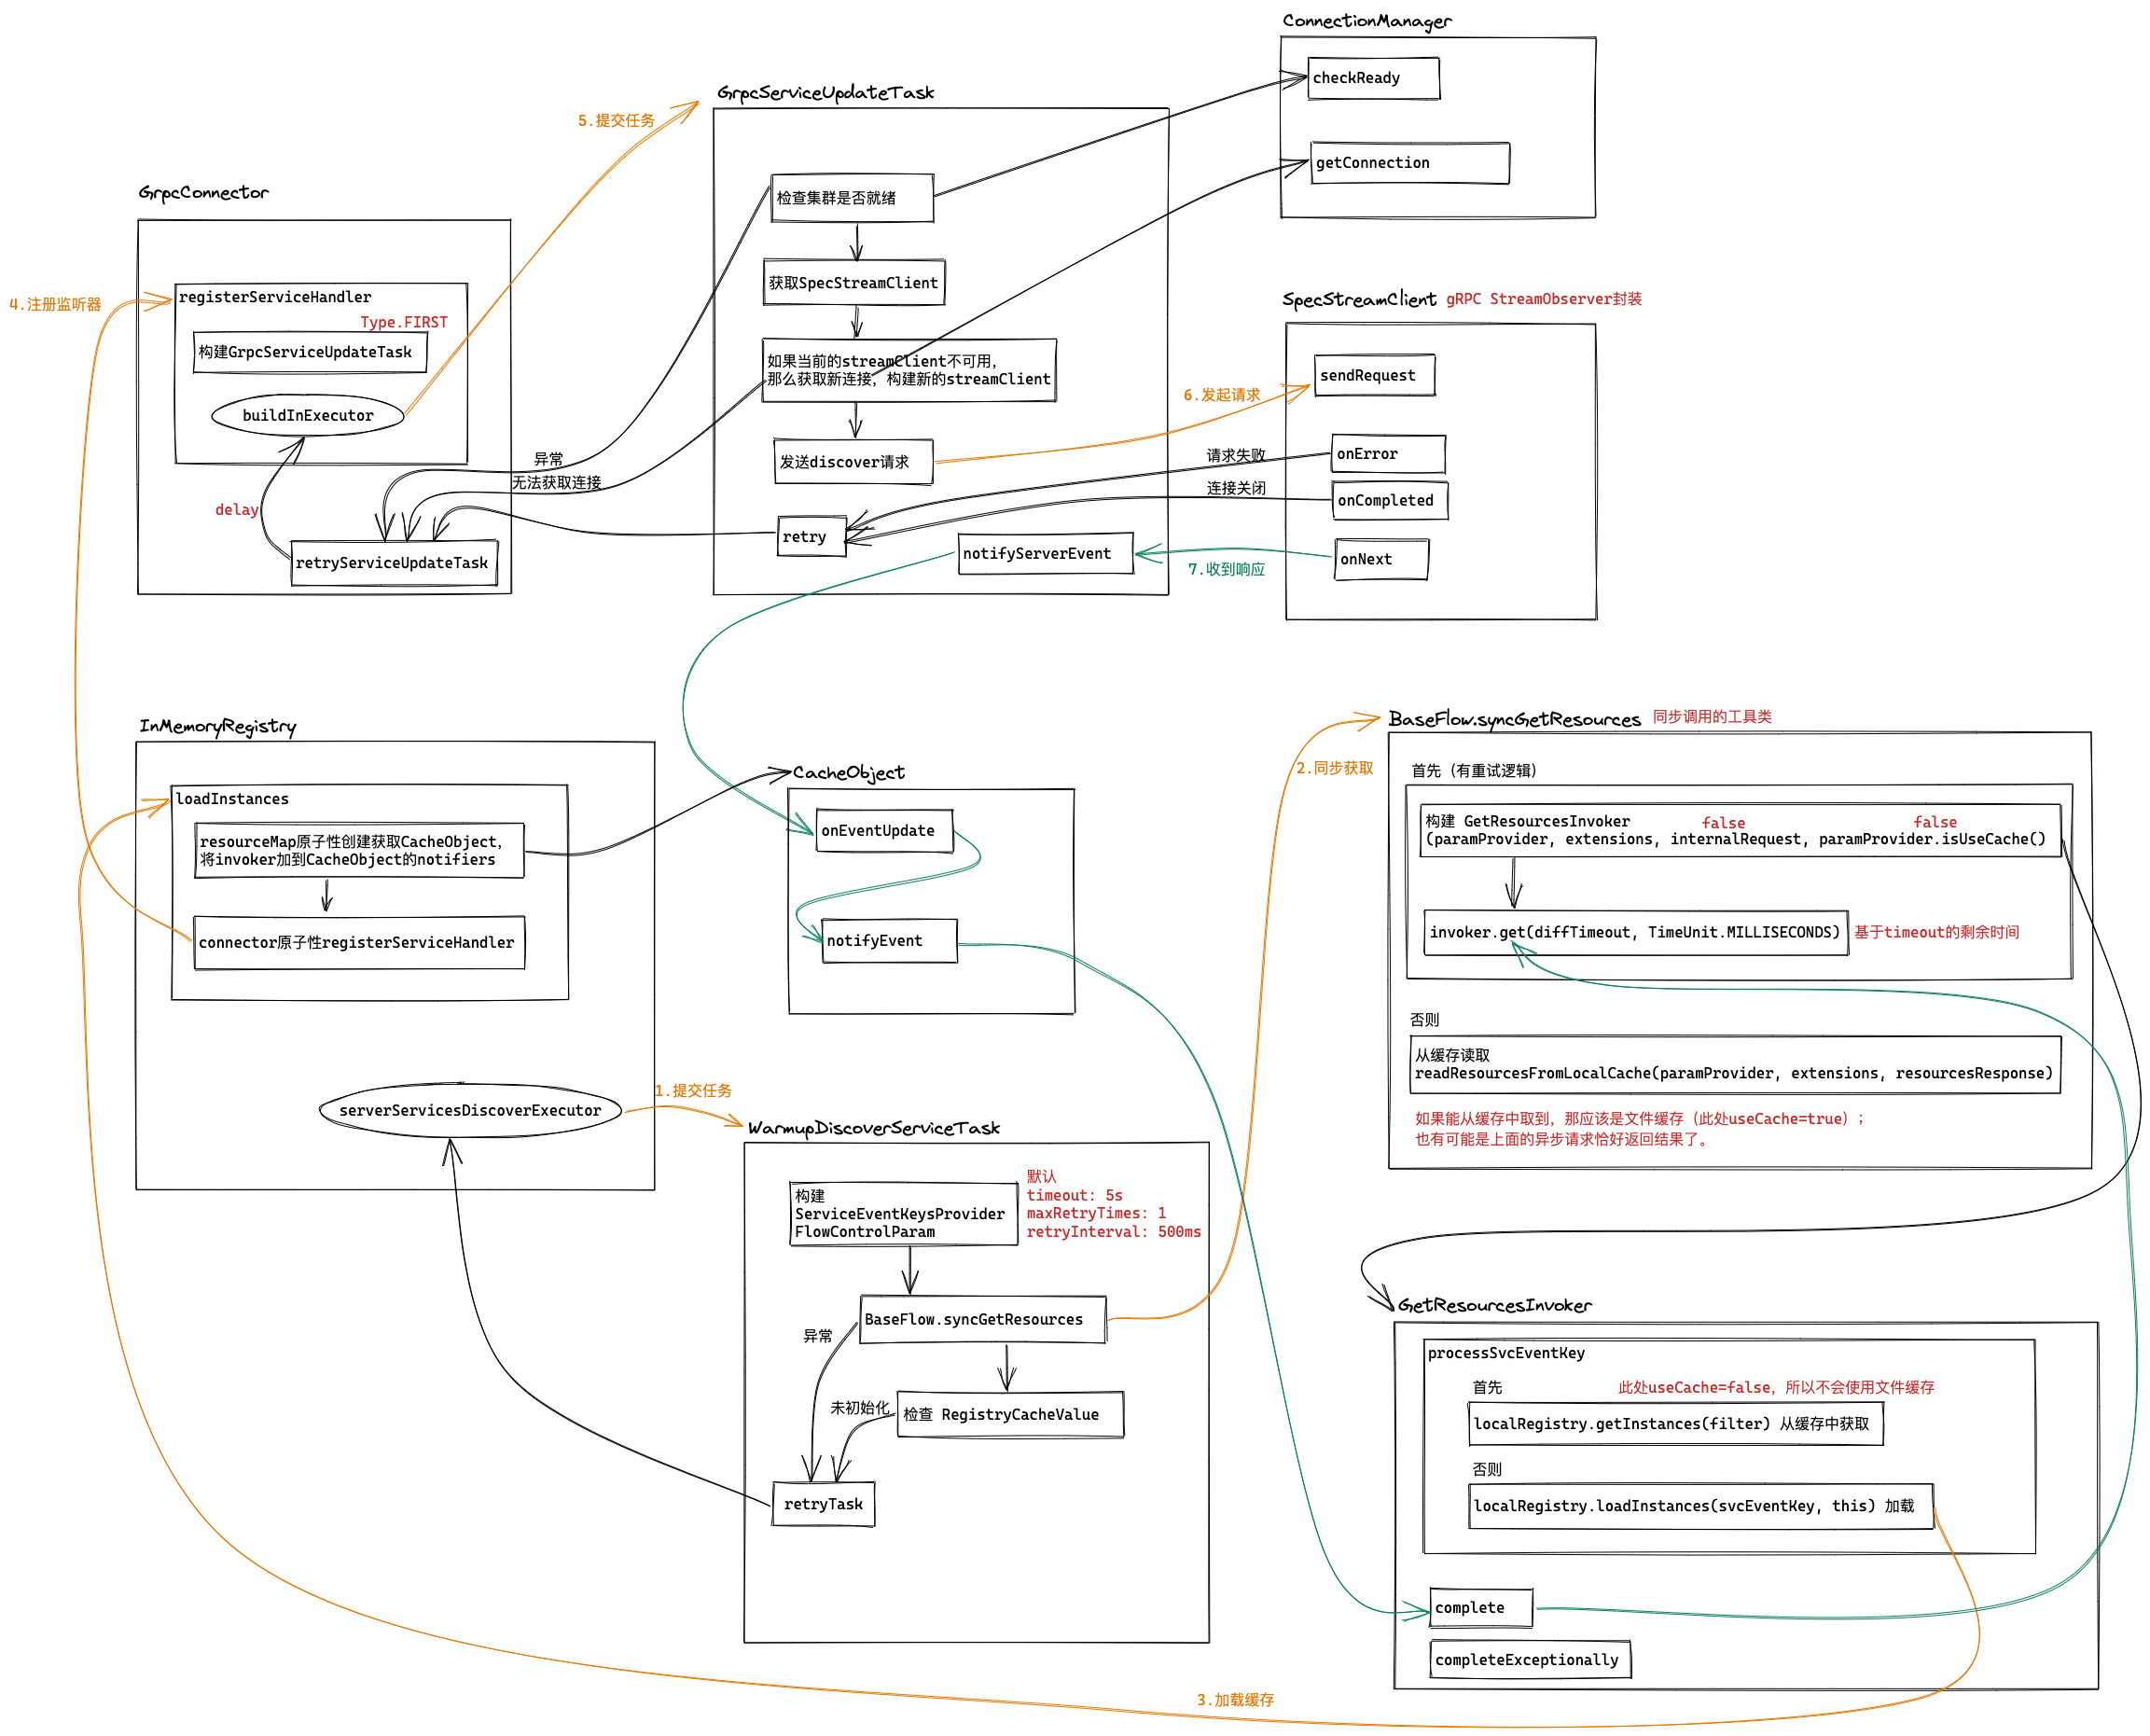 ConnectionManager
checkReady
getConnection
GrpcServiceUpdateTask
5.提交任务
检查集群是否就绪
获取SpecStreamClient
如果当前的streamClient不可用，
那么获取新连接，构建新的streamClient
发送discover请求
retry
notifyServerEvent
GrpcConnector
4.注册监听器
registerServiceHandler
Type.FIRST
构建GrpcServiceUpdateTask
buildInExecutor
delay
retryServiceUpdateTask
异常
无法获取连接
SpecStreamClient gRPC StreamObserver封装
sendRequest
6.发起请求
onError
请求失败
onCompleted
连接关闭
onNext
7.收到响应
InMemoryRegistry
loadInstances
resourceMap原子性创建获取CacheObject，
将invoker加到CacheObject的notifiers
connector原子性registerServiceHandler
serverServicesDiscoverExecutor
1.提交任务
CacheObject
onEventUpdate
notifyEvent
2.同步获取
BaseFlow.syncGetResources 同步调用的工具类
首先（有重试逻辑）
构建 GetResourcesInvoker false false
(paramProvider, extensions, internalRequest, paramProvider.isUseCache()
invoker.get(diffTimeout, TimeUnit.MILLISECONDS) 基于timeout的剩余时间
否则
从缓存读取
readResourcesFromLocalCache(paramProvider, extensions, resourcesResponse)
如果能从缓存中取到，那应该是文件缓存（此处useCache=true）；
也有可能是上面的异步请求恰好返回结果了。
WarmupDiscoverServiceTask
构建
ServiceEventKeysProvider
FlowControlParam
默认
timeout: 5s
maxRetryTimes: 1
retryInterval: 500ms
BaseFlow.syncGetResources
异常
未初始化
检查 RegistryCacheValue
retryTask
GetResourcesInvoker
processSvcEventKey
首先 此处useCache=false，所以不会使用文件缓存
localRegistry.getInstances(filter) 从缓存中获取
否则
localRegistry.loadInstances(svcEventKey, this) 加载
complete
completeExceptionally
3.加载缓存